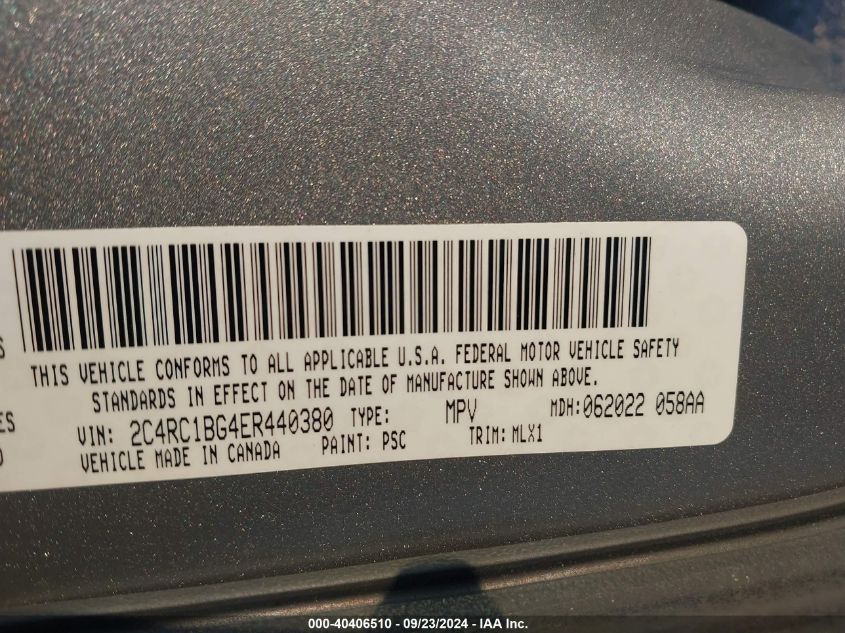 THIS VEHICLE CONFORMS TO ALL APPLICABLE U.S.A. FEDERAL MOTOR VEHICLE SAFETY
STANDARDS IN EFFECT ON THE DATE OF MANUFACTURE SHOWN ABOVE.
VIN: 2C4RC1BG4ER440380 TYPE: MPV MDH:062022 058AA
VEHICLE MADE IN CANADA PAINT: PSC TRIM:MLX1
000-40406510 - 09/23/2024 - IAA Inc.